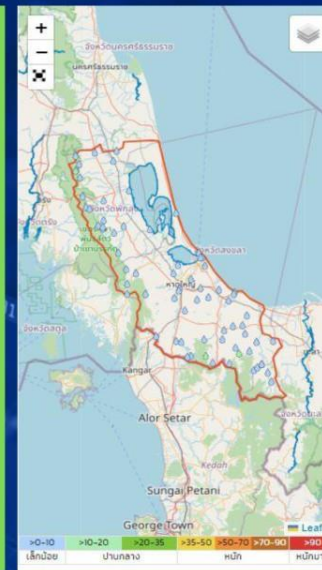 +
−
จังหวัดนครศรีธรรมราช
นครศรีธรรมราช
จังหวัดพัทลุง
จังหวัดสงขลา
หาดใหญ่
จังหวัดสตูล
Kangar
Alor Setar
Kedah
Sungai Petani
George Town
Leaf
>0-10 >10-20 >20-35 >35-50 >50-70 >70-90 >90
เล็กน้อย ปานกลาง หนัก หนักมา